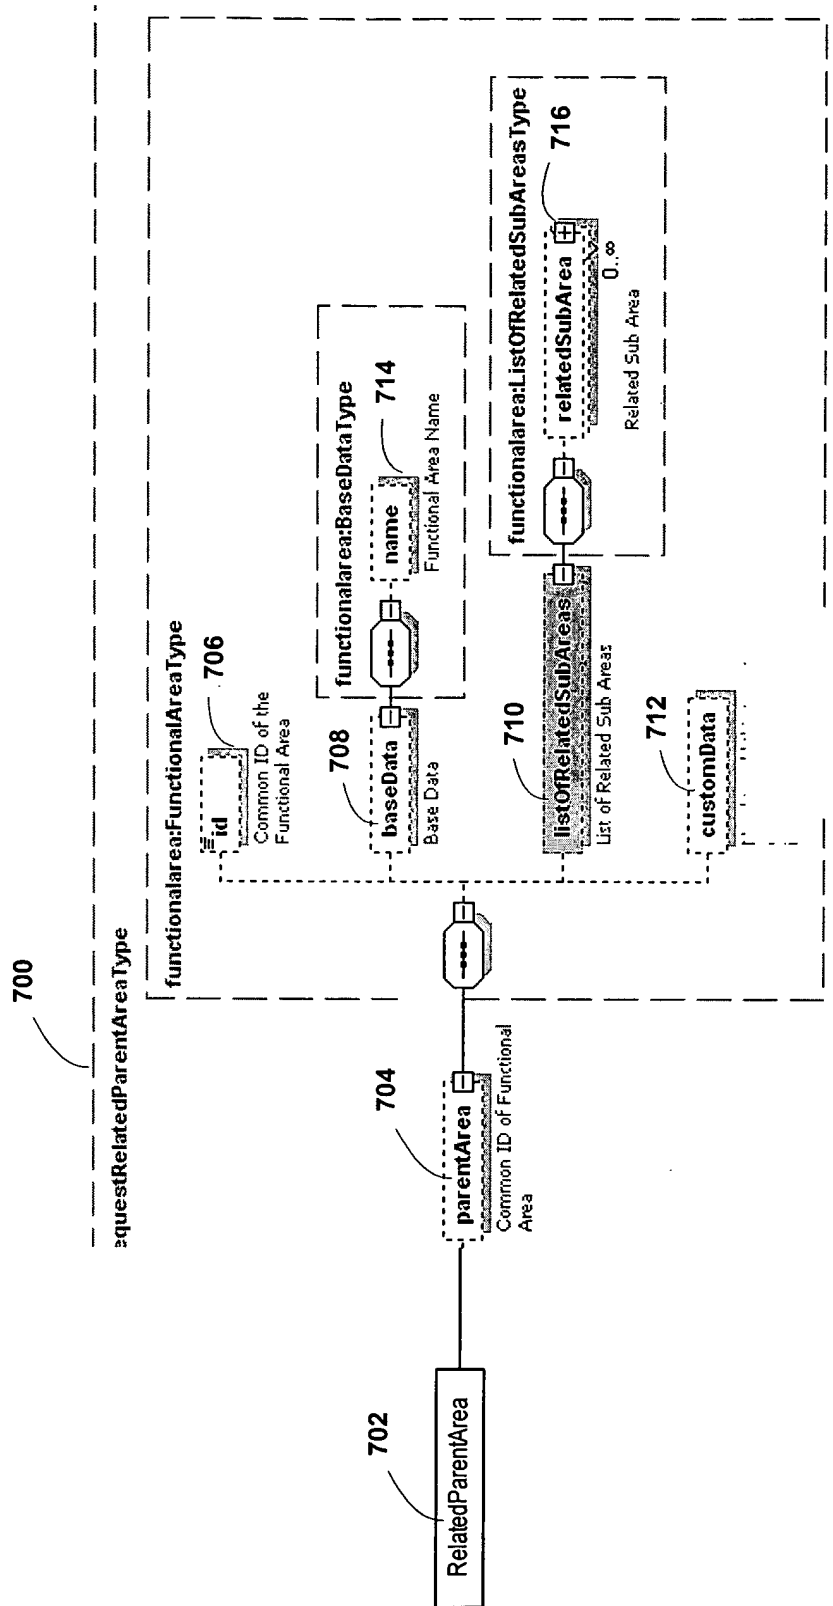 700
equestRelatedParentAreaType
functionalarea:FunctionalAreaType
id
706
Common ID of the
Functional Area
functionalarea:BaseDataType
708
baseData
Base Data
name
714
Functional Area Name
702
RelatedParentArea
704
parentArea
Common ID of Functional
Area
functionalarea:ListOfRelatedSubAreasType
710
listOfRelatedSubAreas
List of Related Sub Areas
relatedSubArea
716
0..∞
Related Sub Area
712
customData